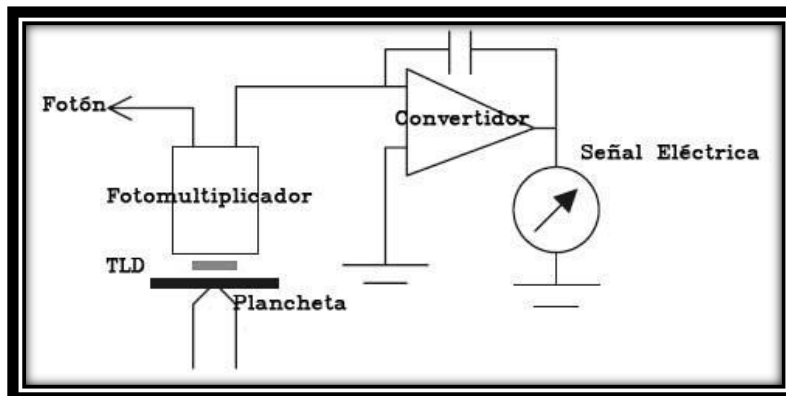 Fotón
Convertidor
Señal Eléctrica
Fotomultiplicador
TLD
Plancheta